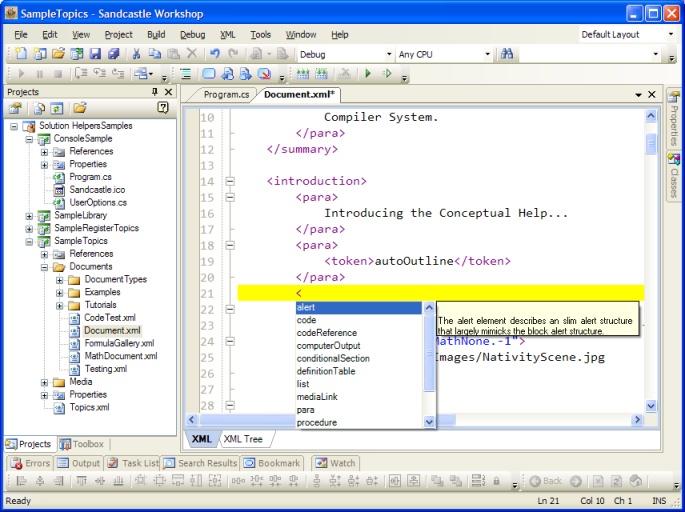 SampleTopics - Sandcastle Workshop
File Edit View Project Build Debug XML Tools Window Help Default Layout
Debug Any CPU
Projects
Solution HelpersSamples
ConsoleSample
References
Properties
Program.cs
Sandcastle.ico
UserOptions.cs
SampleLibrary
SampleRegisterTopics
SampleTopics
References
Documents
DocumentTypes
Examples
Tutorials
CodeTest.xml
Document.xml
FormulaGallery.xml
MathDocument.xml
Testing.xml
Media
Properties
Topics.xml
Projects Toolbox
Program.cs Document.xml*
10 Compiler System.
11 </para>
12 </summary>
13
14 <introduction>
15 <para>
16 Introducing the Conceptual Help...
17 </para>
18 <para>
19 <token>autoOutline</token>
20 </para>
21 <
22
23
24 MathNone.-1">
25 Images/NativityScene.jpg
26
27
28
alert
code
codeReference
computerOutput
conditionalSection
definitionTable
list
mediaLink
para
procedure
The alert element describes an slim alert structure
that largely mimicks the block alert structure.
XML XML Tree
Properties
Classes
Errors Output Task List Search Results Bookmark Watch
Back
Ready Ln 21 Col 10 Ch 1 INS